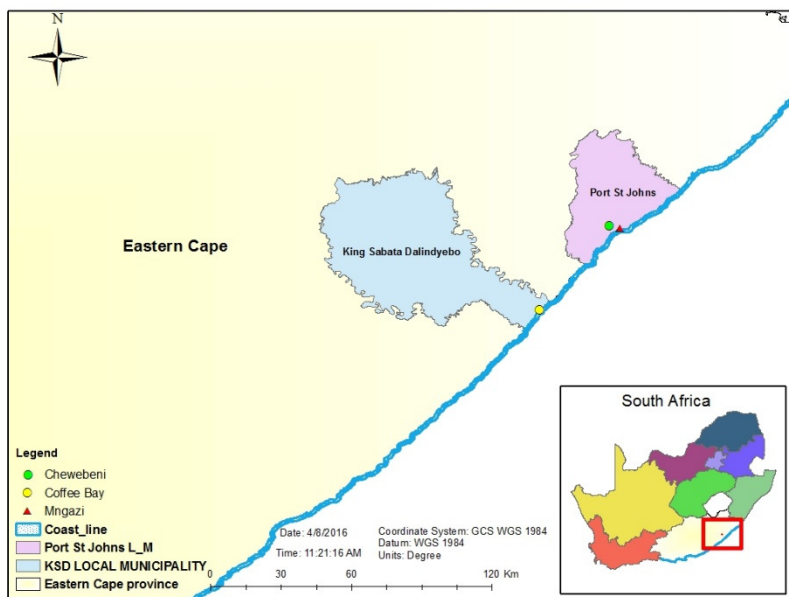 N
Port St Johns
King Sabata Dalindyebo
Eastern Cape
South Africa
Legend
Chewebeni
Coffee Bay
Mngazi
Coast_line
Port St Johns L_M
KSD LOCAL MUNICIPALITY
Eastern Cape province
Date: 4/8/2016
Time: 11:21:16 AM
Coordinate System: GCS WGS 1984
Datum: WGS 1984
Units: Degree
0 30 60 120 Km